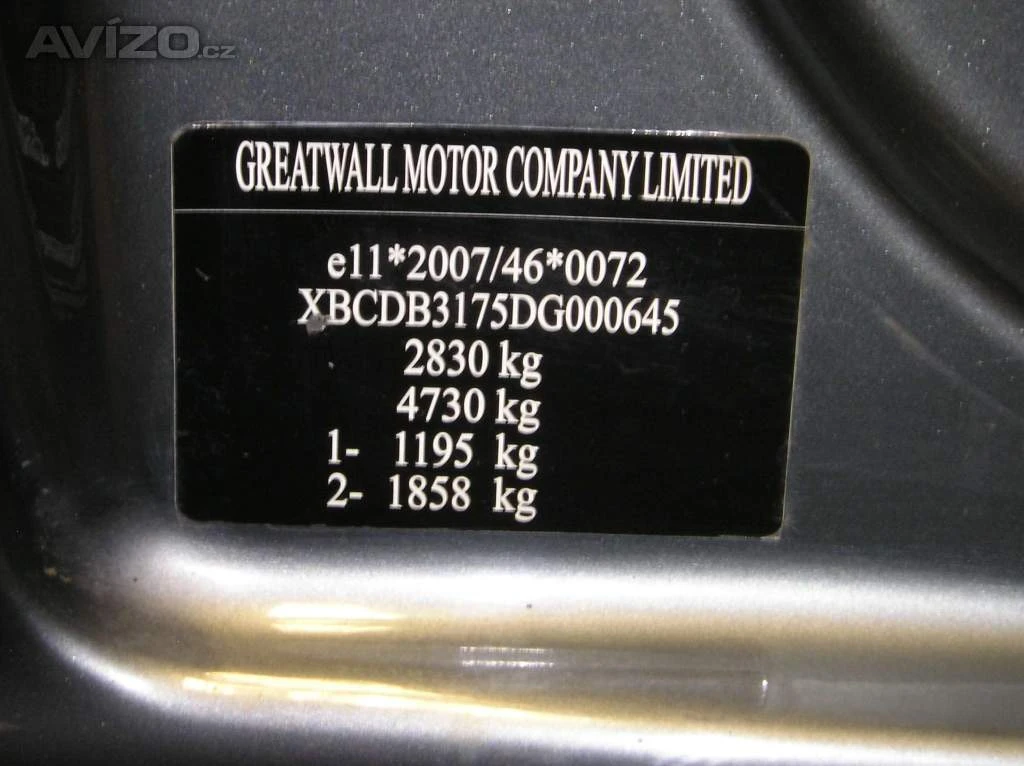 AVÍZO.cz
GREATWALL MOTOR COMPANY LIMITED
e11*2007/46*0072
XBCDB3175DG000645
2830 kg
4730 kg
1- 1195 kg
2- 1858 kg